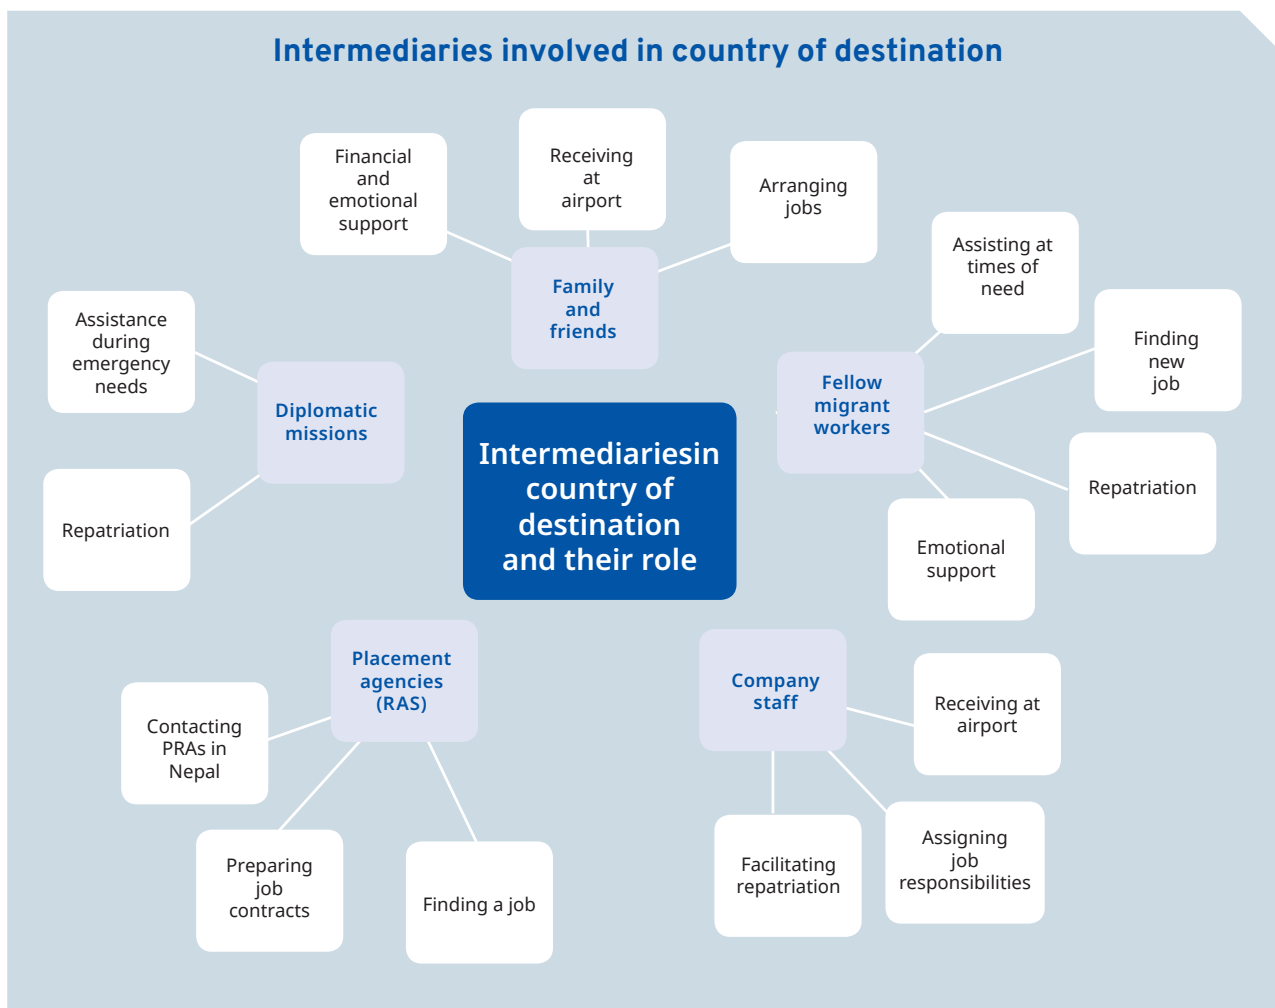 Intermediaries involved in country of destination
Financial
and
emotional
support
Receiving
at
airport
Arranging
jobs
Family
and
friends
Assisting at
times of
need
Finding
new
job
Fellow
migrant
workers
Repatriation
Emotional
support
Assistance
during
emergency
needs
Diplomatic
missions
Repatriation
Intermediariesin
country of
destination
and their role
Placement
agencies
(RAS)
Contacting
PRAs in
Nepal
Preparing
job
contracts
Finding a job
Company
staff
Receiving at
airport
Assigning
job
responsibilities
Facilitating
repatriation